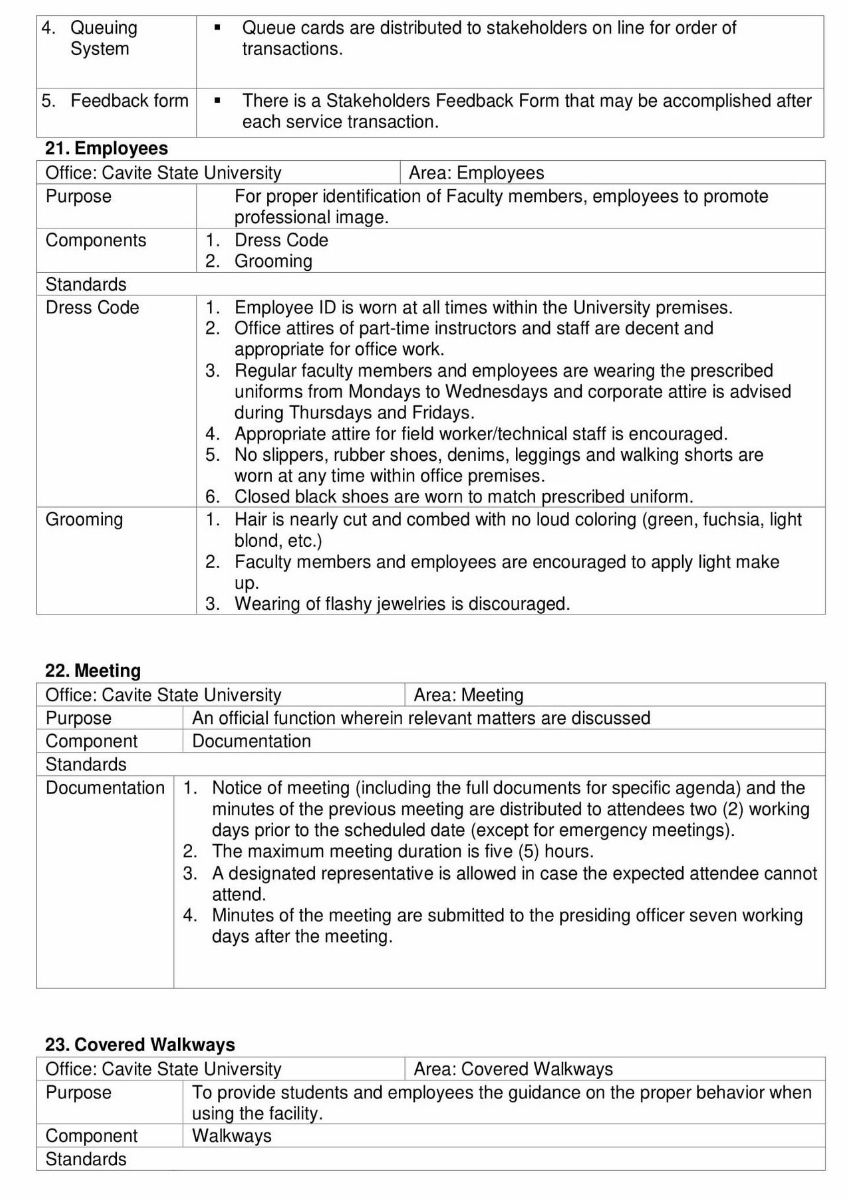 4. Queuing System ▪ Queue cards are distributed to stakeholders on line for order of
transactions.
5. Feedback form ▪ There is a Stakeholders Feedback Form that may be accomplished after
each service transaction.
21. Employees
Office: Cavite State University Area: Employees
Purpose For proper identification of Faculty members, employees to promote
professional image.
Components 1. Dress Code
2. Grooming
Standards
Dress Code 1. Employee ID is worn at all times within the University premises.
2. Office attires of part-time instructors and staff are decent and
appropriate for office work.
3. Regular faculty members and employees are wearing the prescribed
uniforms from Mondays to Wednesdays and corporate attire is advised
during Thursdays and Fridays.
4. Appropriate attire for field worker/technical staff is encouraged.
5. No slippers, rubber shoes, denims, leggings and walking shorts are
worn at any time within office premises.
6. Closed black shoes are worn to match prescribed uniform.
Grooming 1. Hair is nearly cut and combed with no loud coloring (green, fuchsia, light
blond, etc.)
2. Faculty members and employees are encouraged to apply light make
up.
3. Wearing of flashy jewelries is discouraged.
22. Meeting
Office: Cavite State University Area: Meeting
Purpose An official function wherein relevant matters are discussed
Component Documentation
Standards
Documentation 1. Notice of meeting (including the full documents for specific agenda) and the
minutes of the previous meeting are distributed to attendees two (2) working
days prior to the scheduled date (except for emergency meetings).
2. The maximum meeting duration is five (5) hours.
3. A designated representative is allowed in case the expected attendee cannot
attend.
4. Minutes of the meeting are submitted to the presiding officer seven working
days after the meeting.
23. Covered Walkways
Office: Cavite State University Area: Covered Walkways
Purpose To provide students and employees the guidance on the proper behavior when
using the facility.
Component Walkways
Standards